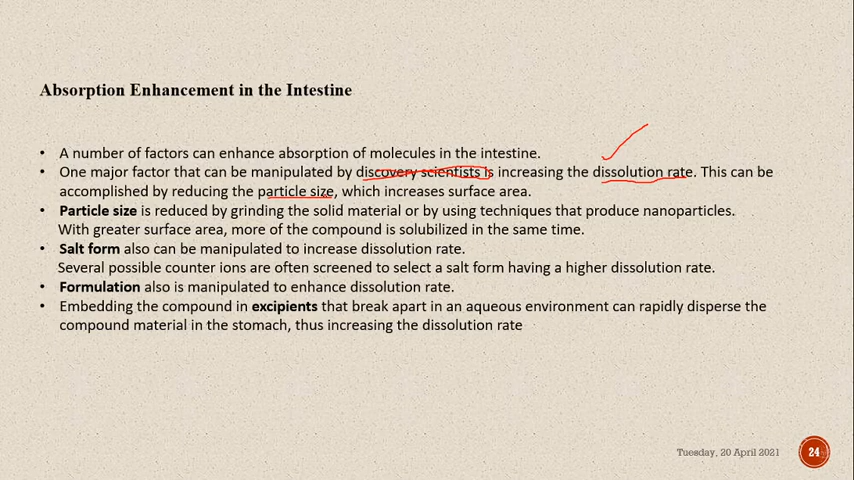 Absorption Enhancement in the Intestine
• A number of factors can enhance absorption of molecules in the intestine.
• One major factor that can be manipulated by discovery scientists is increasing the dissolution rate. This can be
accomplished by reducing the particle size, which increases surface area.
• Particle size is reduced by grinding the solid material or by using techniques that produce nanoparticles.
With greater surface area, more of the compound is solubilized in the same time.
• Salt form also can be manipulated to increase dissolution rate.
Several possible counter ions are often screened to select a salt form having a higher dissolution rate.
• Formulation also is manipulated to enhance dissolution rate.
• Embedding the compound in excipients that break apart in an aqueous environment can rapidly disperse the
compound material in the stomach, thus increasing the dissolution rate
Tuesday, 20 April 2021 24